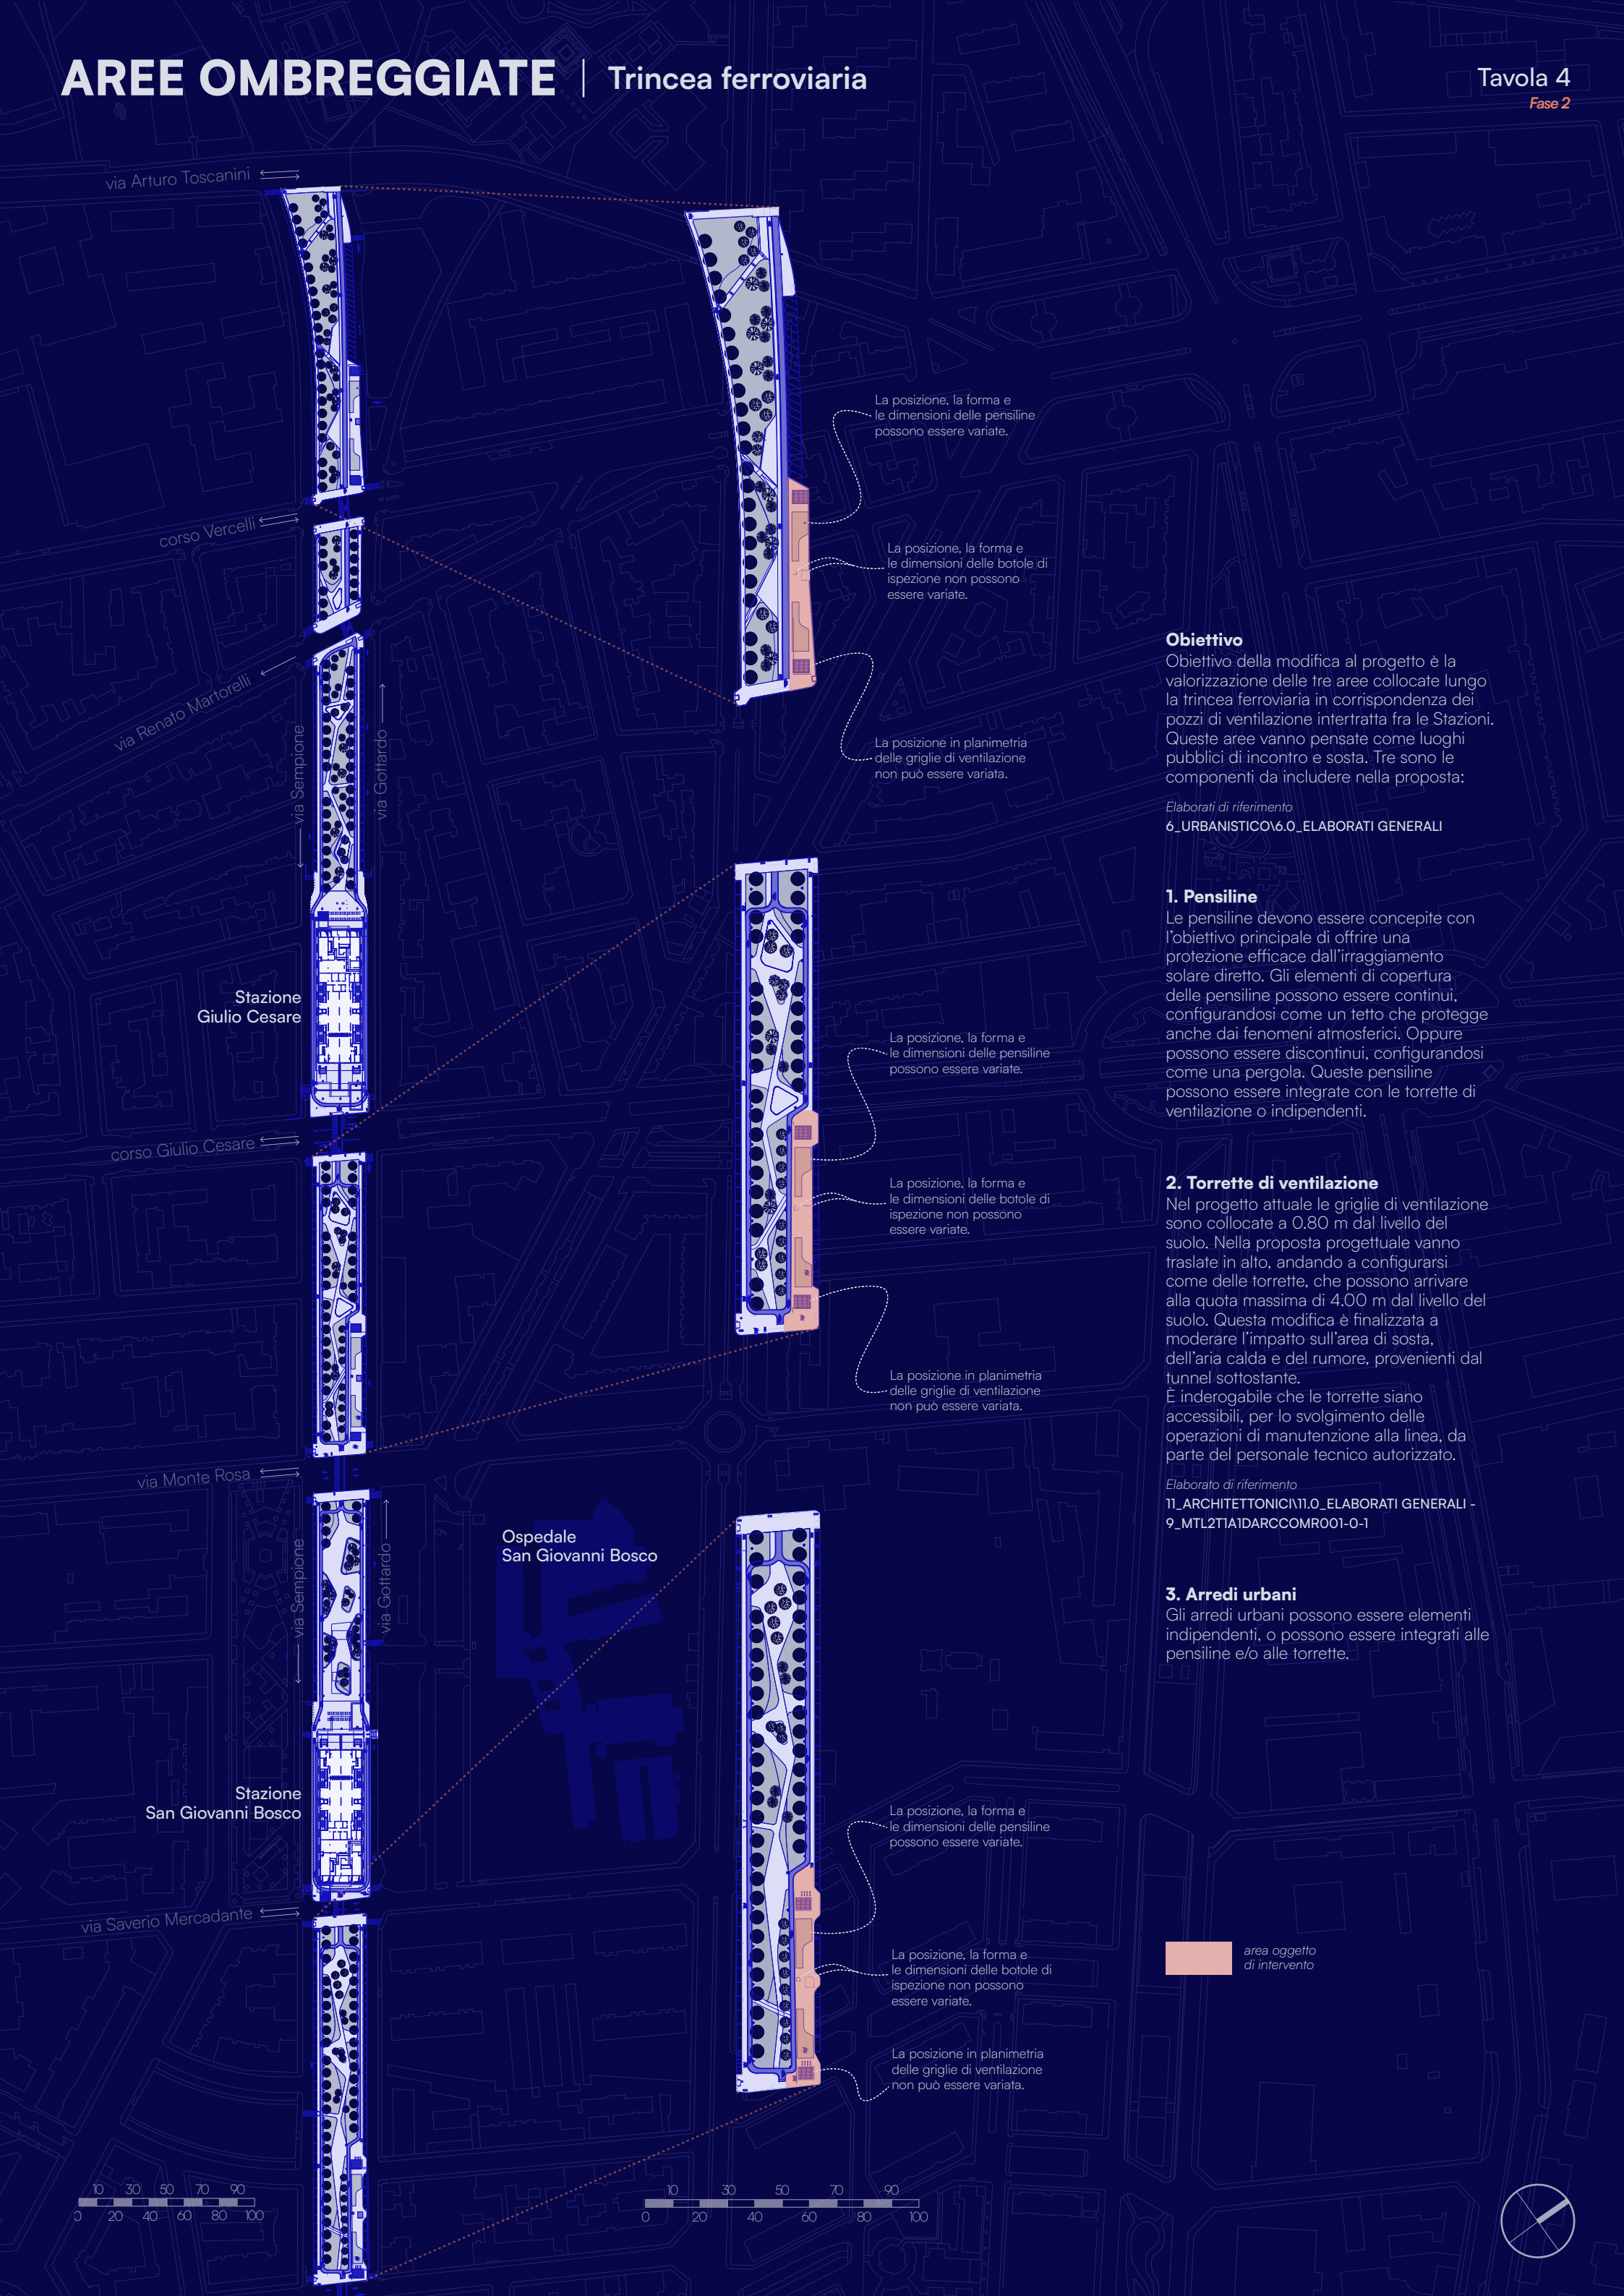 AREE OMBREGGIATE | Trincea ferroviaria
Tavola 4
Fase 2
via Arturo Toscanini
corso Vercelli
via Renato Martorelli
via Sempione
via Gottardo
Stazione
Giulio Cesare
corso Giulio Cesare
via Monte Rosa
via Sempione
via Gottardo
Ospedale
San Giovanni Bosco
Stazione
San Giovanni Bosco
via Saverio Mercadante
La posizione, la forma e
le dimensioni delle pensiline
possono essere variate.
La posizione, la forma e
le dimensioni delle botole di
ispezione non possono
essere variate.
La posizione in planimetria
delle griglie di ventilazione
non può essere variata.
La posizione, la forma e
le dimensioni delle pensiline
possono essere variate.
La posizione, la forma e
le dimensioni delle botole di
ispezione non possono
essere variate.
La posizione in planimetria
delle griglie di ventilazione
non può essere variata.
La posizione, la forma e
le dimensioni delle pensiline
possono essere variate.
La posizione, la forma e
le dimensioni delle botole di
ispezione non possono
essere variate.
La posizione in planimetria
delle griglie di ventilazione
non può essere variata.
Obiettivo
Obiettivo della modifica al progetto è la
valorizzazione delle tre aree collocate lungo
la trincea ferroviaria in corrispondenza dei
pozzi di ventilazione intertratta fra le Stazioni.
Queste aree vanno pensate come luoghi
pubblici di incontro e sosta. Tre sono le
componenti da includere nella proposta:
Elaborati di riferimento
6_URBANISTICO\6.0_ELABORATI GENERALI
1. Pensiline
Le pensiline devono essere concepite con
l'obiettivo principale di offrire una
protezione efficace dall'irraggiamento
solare diretto. Gli elementi di copertura
delle pensiline possono essere continui,
configurandosi come un tetto che protegge
anche dai fenomeni atmosferici. Oppure
possono essere discontinui, configurandosi
come una pergola. Queste pensiline
possono essere integrate con le torrette di
ventilazione o indipendenti.
2. Torrette di ventilazione
Nel progetto attuale le griglie di ventilazione
sono collocate a 0.80 m dal livello del
suolo. Nella proposta progettuale vanno
traslate in alto, andando a configurarsi
come delle torrette, che possono arrivare
alla quota massima di 4.00 m dal livello del
suolo. Questa modifica è finalizzata a
moderare l'impatto sull'area di sosta,
dell'aria calda e del rumore, provenienti dal
tunnel sottostante.
È inderogabile che le torrette siano
accessibili, per lo svolgimento delle
operazioni di manutenzione alla linea, da
parte del personale tecnico autorizzato.
Elaborato di riferimento
11_ARCHITETTONICI\11.0_ELABORATI GENERALI -
9_MTL2T1A1DARCCOMR001-0-1
3. Arredi urbani
Gli arredi urbani possono essere elementi
indipendenti, o possono essere integrati alle
pensiline e/o alle torrette.
area oggetto
di intervento
10 30 50 70 90
0 20 40 60 80 100
10 30 50 70 90
0 20 40 60 80 100